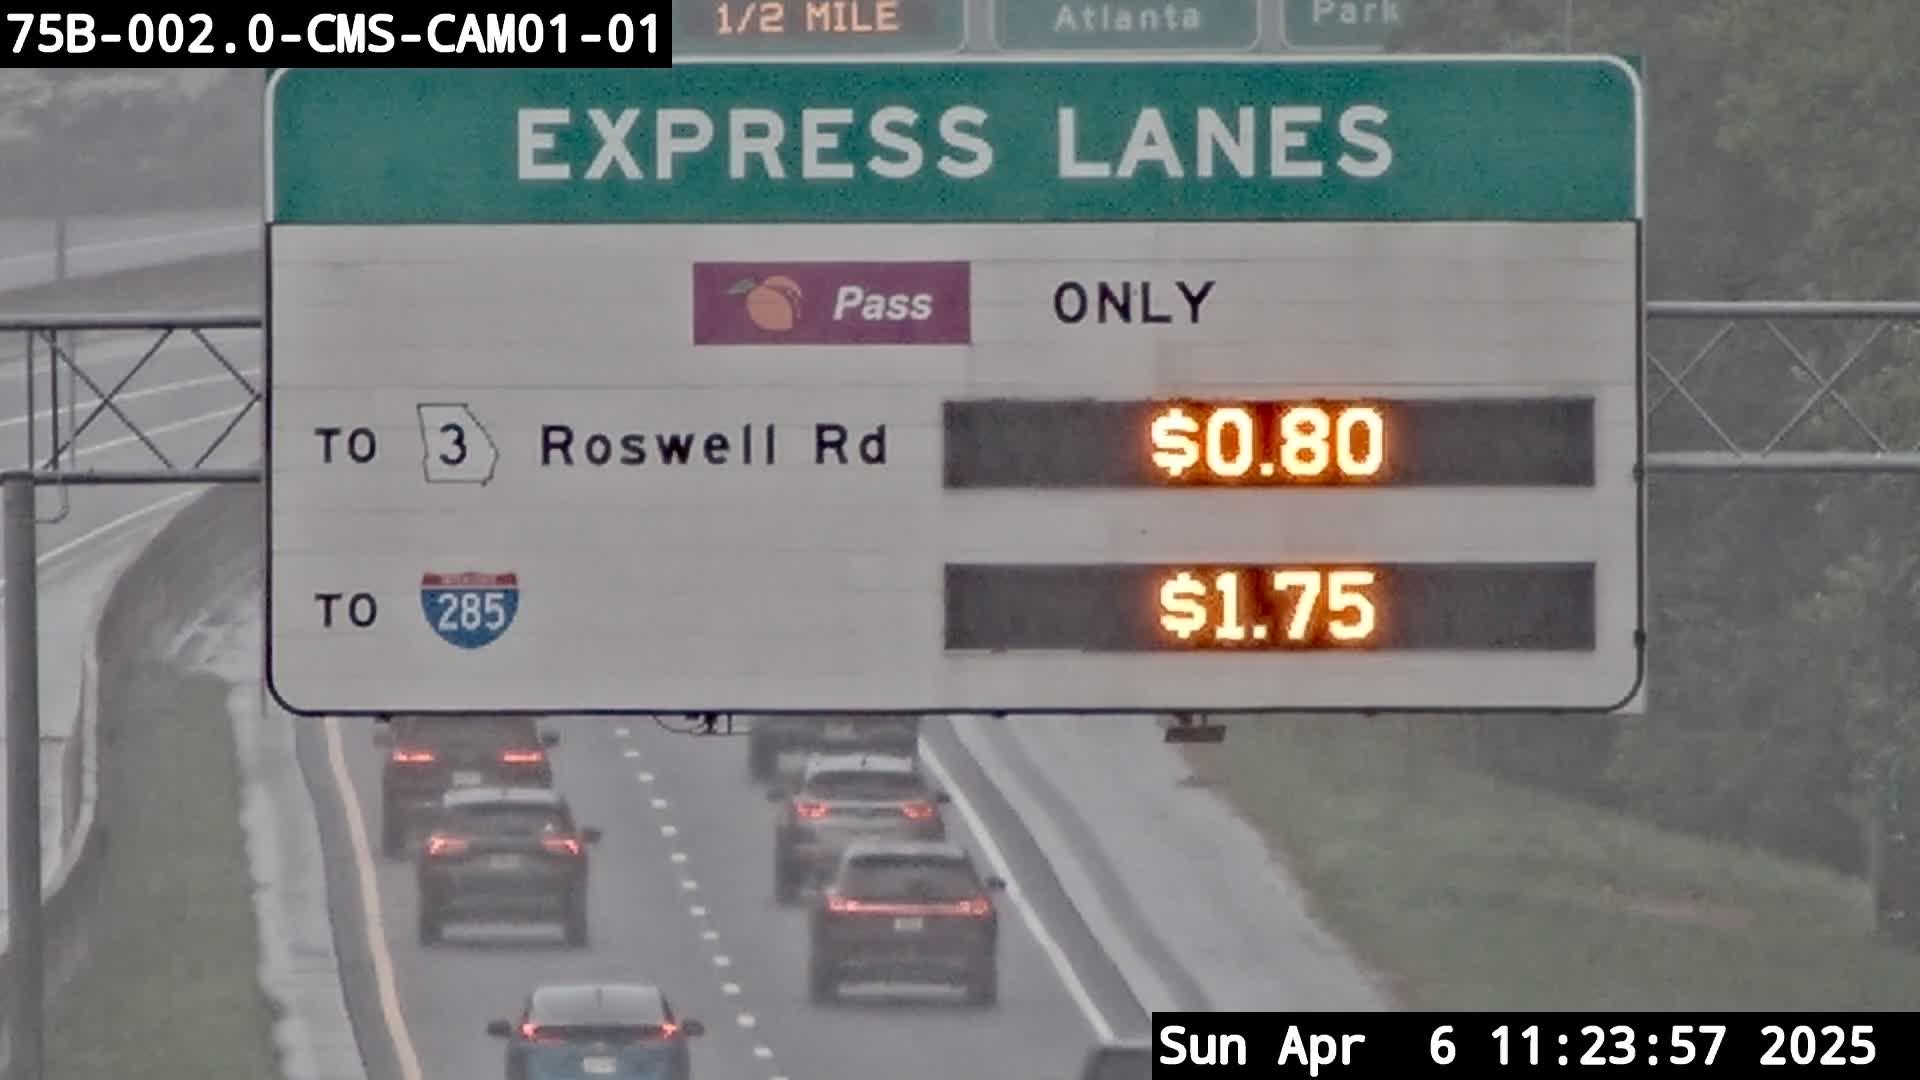 75B-002.0-CMS-CAM01-01
1/2 MILE
Atlanta
Park
EXPRESS LANES
Pass ONLY
TO 3 Roswell Rd $0.80
TO 285 $1.75
Sun Apr 6 11:23:57 2025